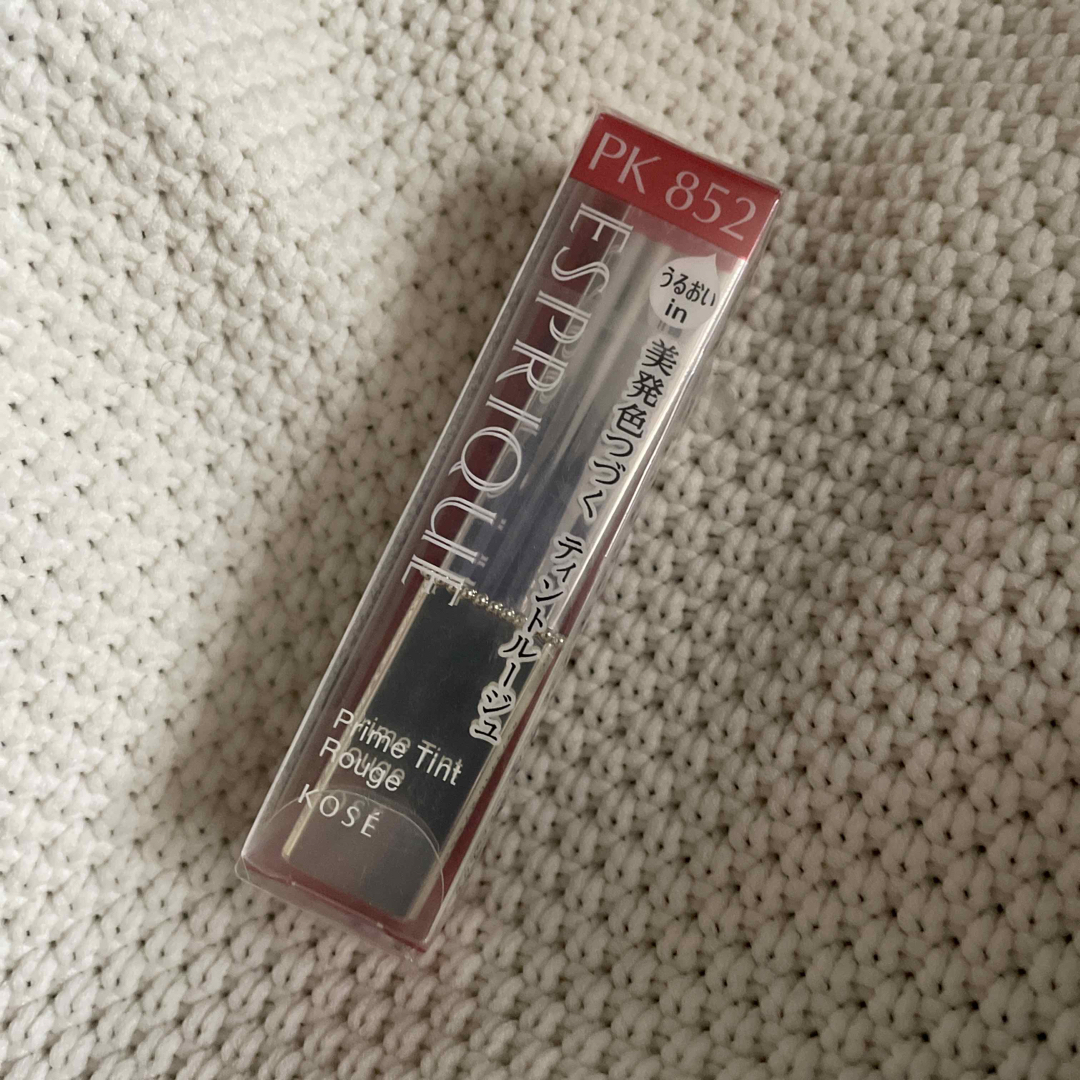 PK 852
ESPRIQUE
うるおい
in
美発色つづく ティントルージュ
Prime Tint
Rouge
KOSÉ